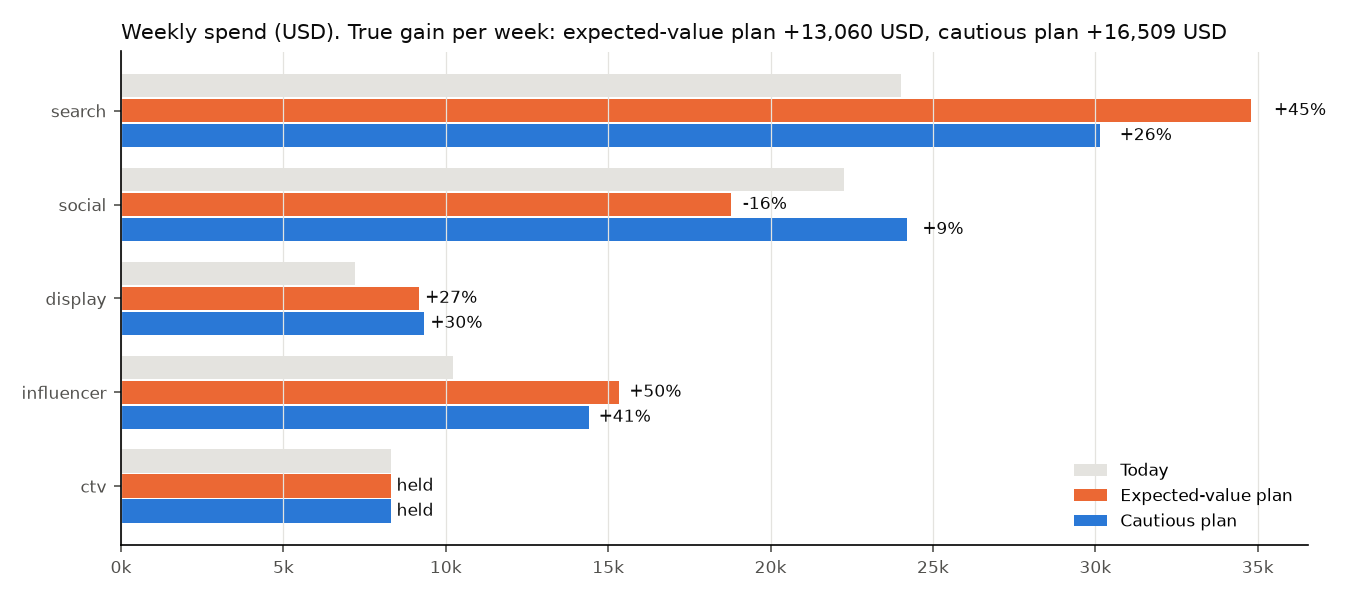 Weekly spend (USD). True gain per week: expected-value plan +13,060 USD, cautious plan +16,509 USD
search
+45%
+26%
social
-16%
+9%
display
+27%
+30%
influencer
+50%
+41%
ctv
held
held
Today
Expected-value plan
Cautious plan
0k 5k 10k 15k 20k 25k 30k 35k